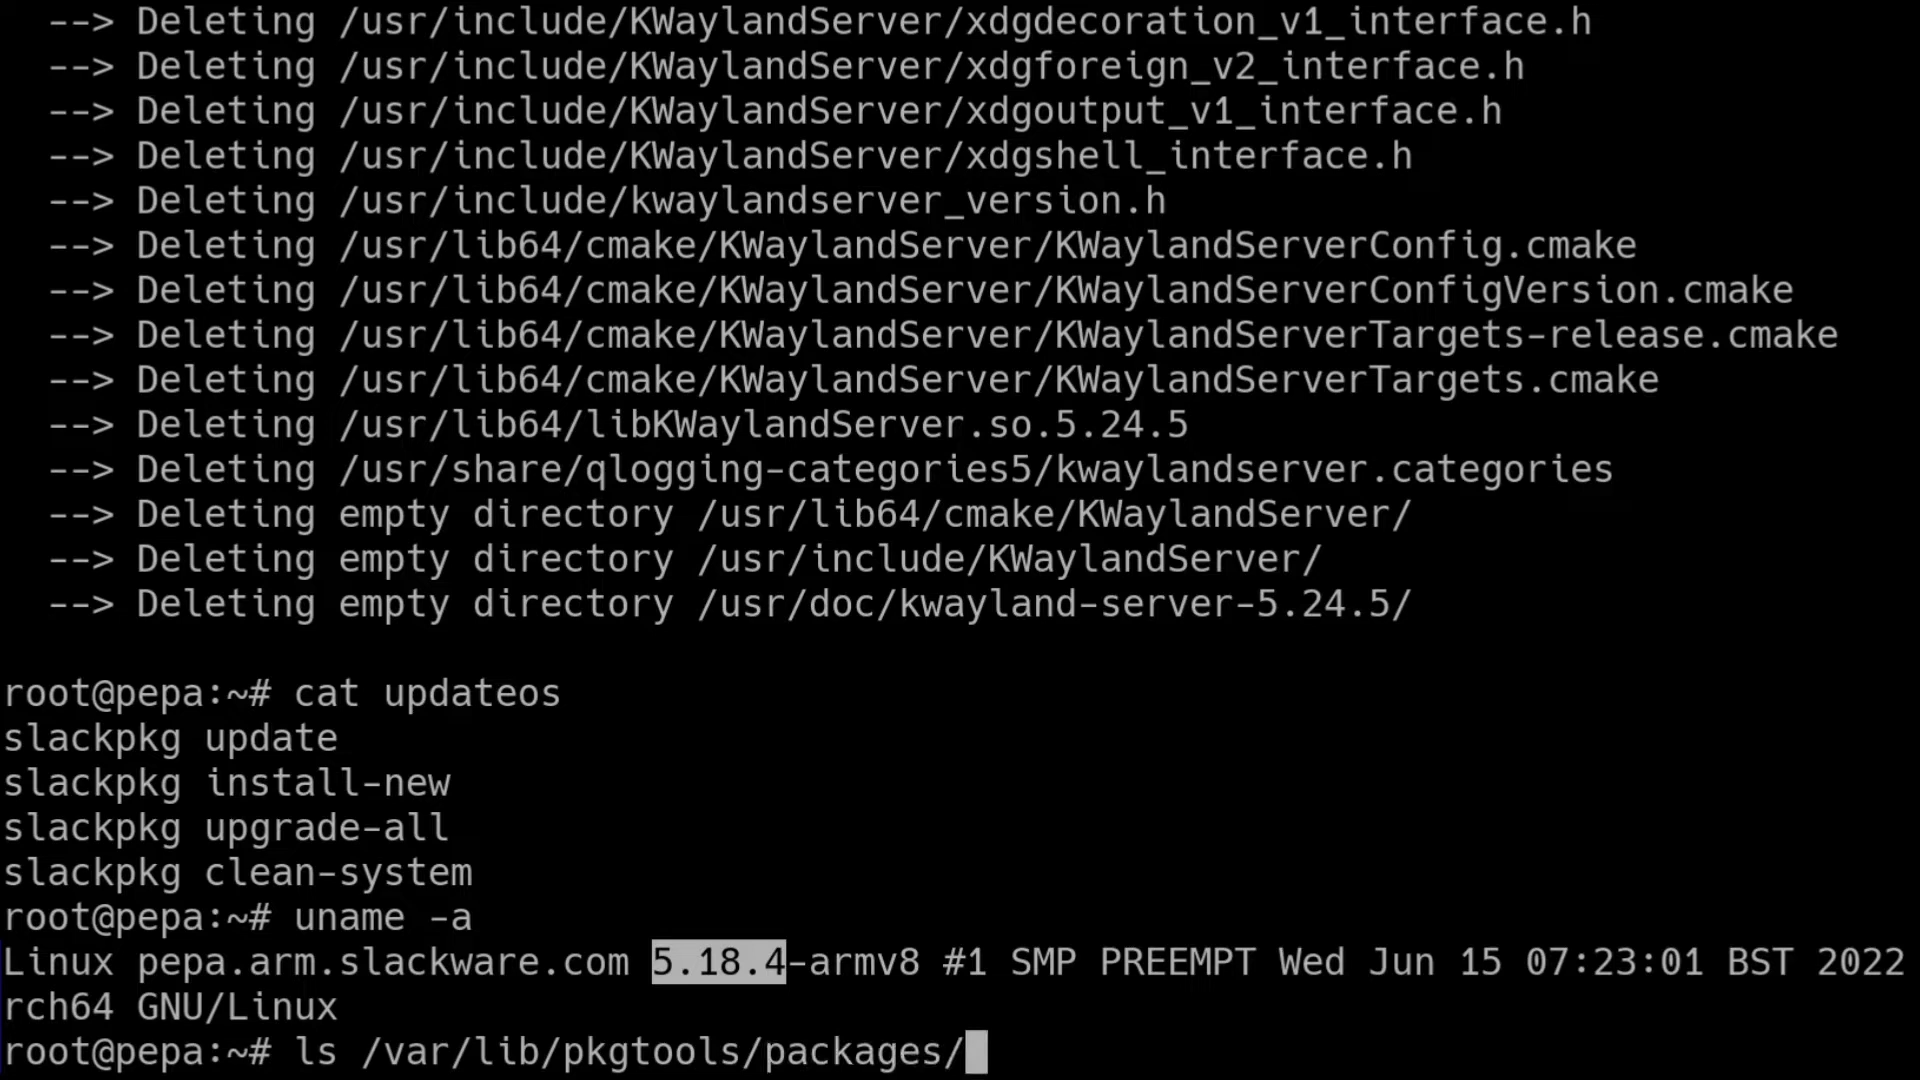 --> Deleting /usr/include/KWaylandServer/xdgdecoration_v1_interface.h
--> Deleting /usr/include/KWaylandServer/xdgforeign_v2_interface.h
--> Deleting /usr/include/KWaylandServer/xdgoutput_v1_interface.h
--> Deleting /usr/include/KWaylandServer/xdgshell_interface.h
--> Deleting /usr/include/kwaylandserver_version.h
--> Deleting /usr/lib64/cmake/KWaylandServer/KWaylandServerConfig.cmake
--> Deleting /usr/lib64/cmake/KWaylandServer/KWaylandServerConfigVersion.cmake
--> Deleting /usr/lib64/cmake/KWaylandServer/KWaylandServerTargets-release.cmake
--> Deleting /usr/lib64/cmake/KWaylandServer/KWaylandServerTargets.cmake
--> Deleting /usr/lib64/libKWaylandServer.so.5.24.5
--> Deleting /usr/share/qlogging-categories5/kwaylandserver.categories
--> Deleting empty directory /usr/lib64/cmake/KWaylandServer/
--> Deleting empty directory /usr/include/KWaylandServer/
--> Deleting empty directory /usr/doc/kwayland-server-5.24.5/
root@pepa:~# cat updateos
slackpkg update
slackpkg install-new
slackpkg upgrade-all
slackpkg clean-system
root@pepa:~# uname -a
Linux pepa.arm.slackware.com 5.18.4-armv8 #1 SMP PREEMPT Wed Jun 15 07:23:01 BST 2022
rch64 GNU/Linux
root@pepa:~# ls /var/lib/pkgtools/packages/